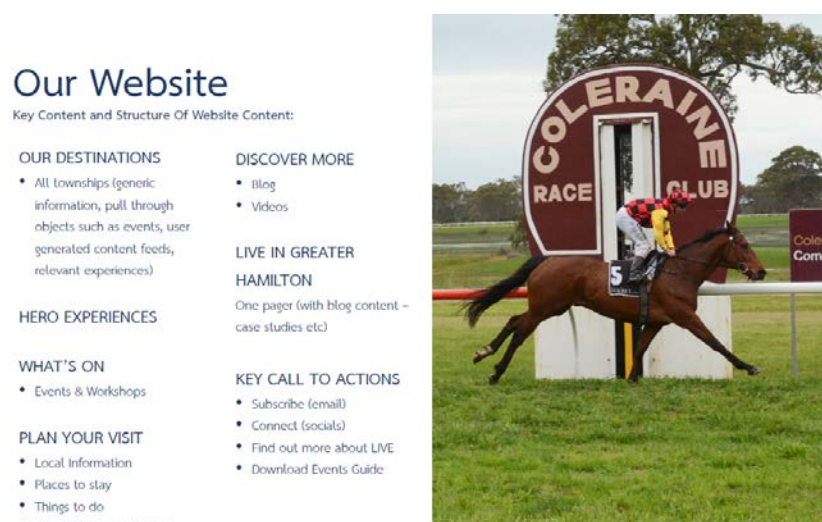 Our Website
Key Content and Structure Of Website Content:
OUR DESTINATIONS
• All townships (generic
information, pull through
objects such as events, user
generated content feeds,
relevant experiences)
HERO EXPERIENCES
WHAT'S ON
• Events & Workshops
PLAN YOUR VISIT
• Local Information
• Places to stay
• Things to do
DISCOVER MORE
• Blog
• Videos
LIVE IN GREATER
HAMILTON
One pager (with blog content –
case studies etc)
KEY CALL TO ACTIONS
• Subscribe (email)
• Connect (socials)
• Find out more about LIVE
• Download Events Guide
COLERAINE
RACE CLUB
5